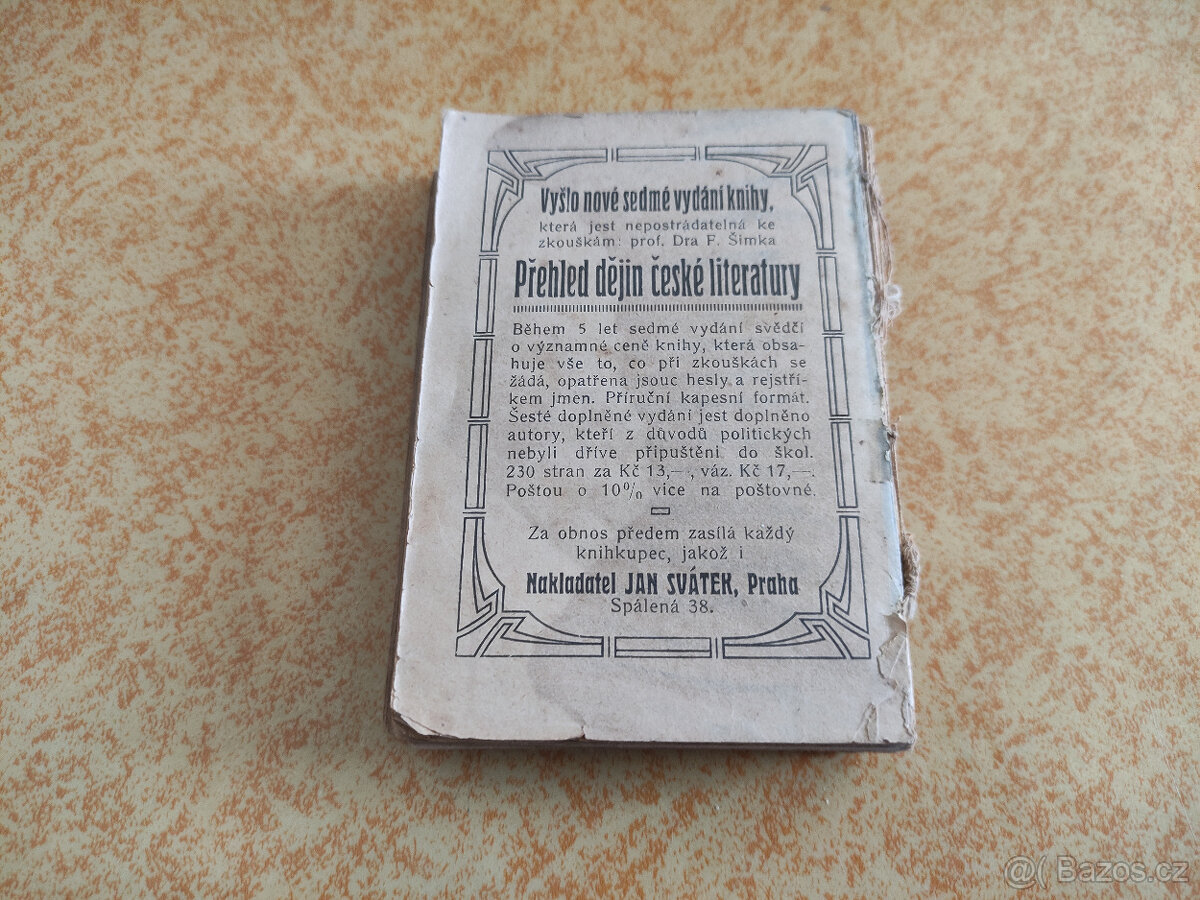 Vyšlo nové sedmé vydání knihy,
která jest nepostrádatelná ke
zkouškám: prof. Dra F. Šimka
Přehled dějin české literatury
Během 5 let sedmé vydání svědčí
o významné ceně knihy, která obsa-
huje vše to, co při zkouškách se
žádá, opatřena jsouc hesly a rejstří-
kem jmen. Příruční kapesní formát.
Šesté doplněné vydání jest doplněno
autory, kteří z důvodů politických
nebyli dříve připuštěni do škol.
230 stran za Kč 13,—, váz. Kč 17,—.
Poštou o 10% více na poštovné.
Za obnos předem zasílá každý
knihkupec, jakož i
Nakladatel JAN SVÁTEK, Praha
Spálená 38.
@( Bazos.cz